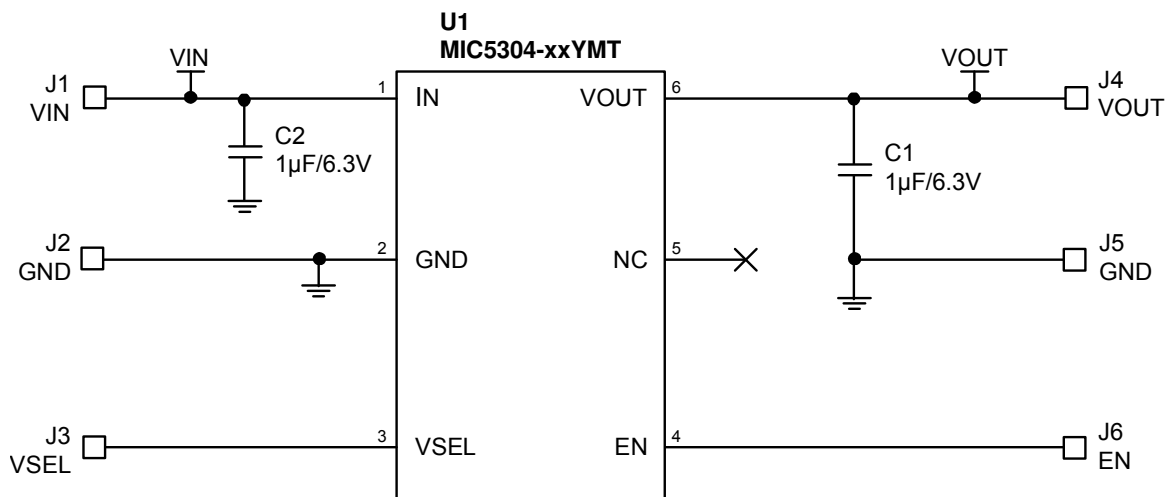 U1
MIC5304-xxYMT
VIN
VOUT
J1
VIN
1
IN
VOUT
6
J4
VOUT
C2
1µF/6.3V
C1
1µF/6.3V
J2
GND
2
GND
NC
5
J5
GND
J3
VSEL
3
VSEL
EN
4
J6
EN